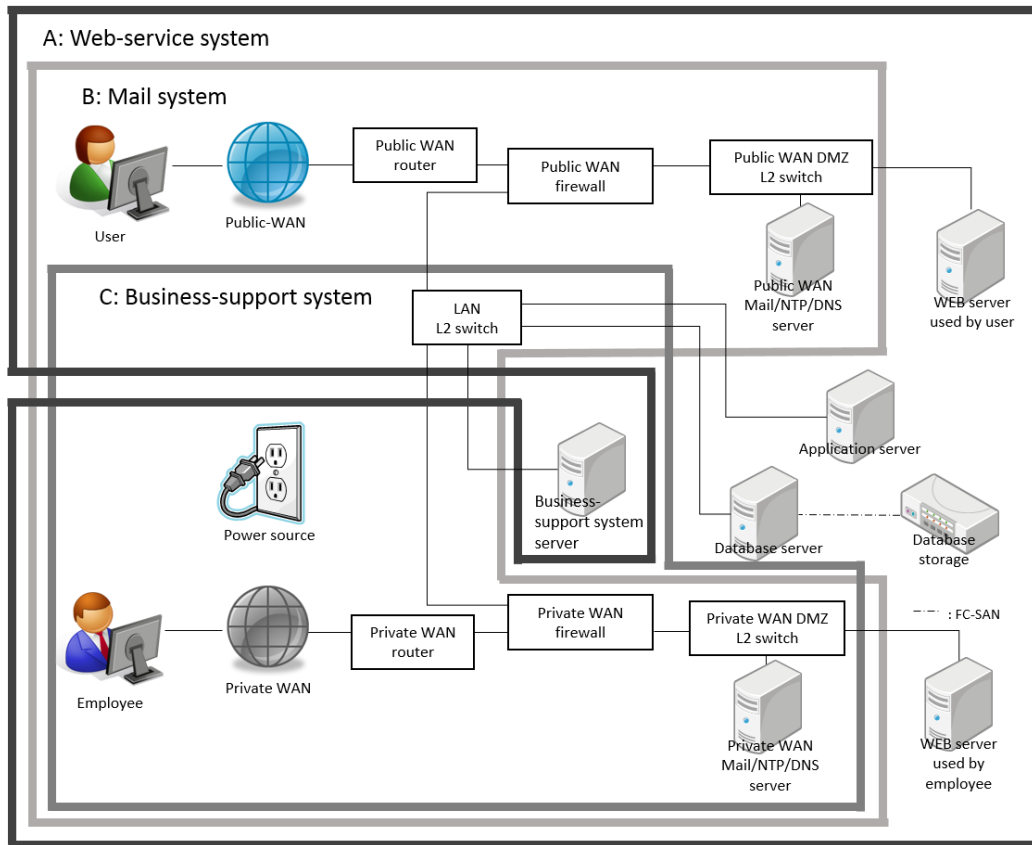 A: Web-service system
B: Mail system
Public WAN
router
Public WAN
firewall
Public WAN DMZ
L2 switch
User
Public-WAN
Public WAN
Mail/NTP/DNS
server
WEB server
used by user
C: Business-support system
LAN
L2 switch
Application server
Power source
Business-
support system
server
Database server
Database
storage
: FC-SAN
Employee
Private WAN
Private WAN
router
Private WAN
firewall
Private WAN DMZ
L2 switch
Private WAN
Mail/NTP/DNS
server
WEB server
used by
employee